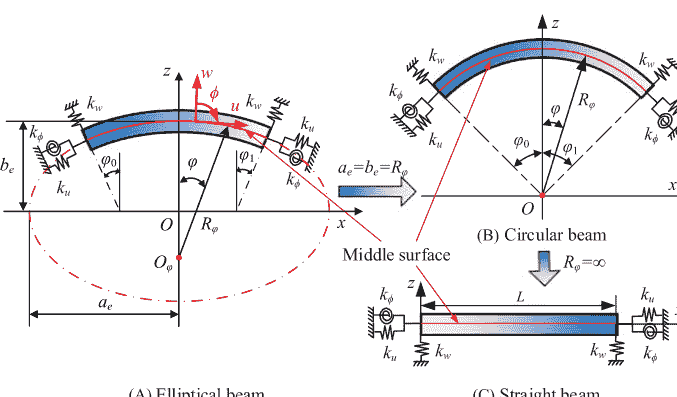 z
w
ϕ
u
k_w
k_w
k_ϕ
k_u
b_e
k_u
k_ϕ
φ_0
φ
φ_1
O
R_φ
x
O_φ
a_e
(A) Elliptical beam
a_e=b_e=R_φ
Middle surface
z
k_w
k_w
k_ϕ
k_u
k_u
k_ϕ
R_φ
φ
φ_0
φ_1
O
x
(B) Circular beam
R_φ=∞
z
L
k_ϕ
k_u
k_w
k_w
k_u
k_ϕ
(C) Straight beam